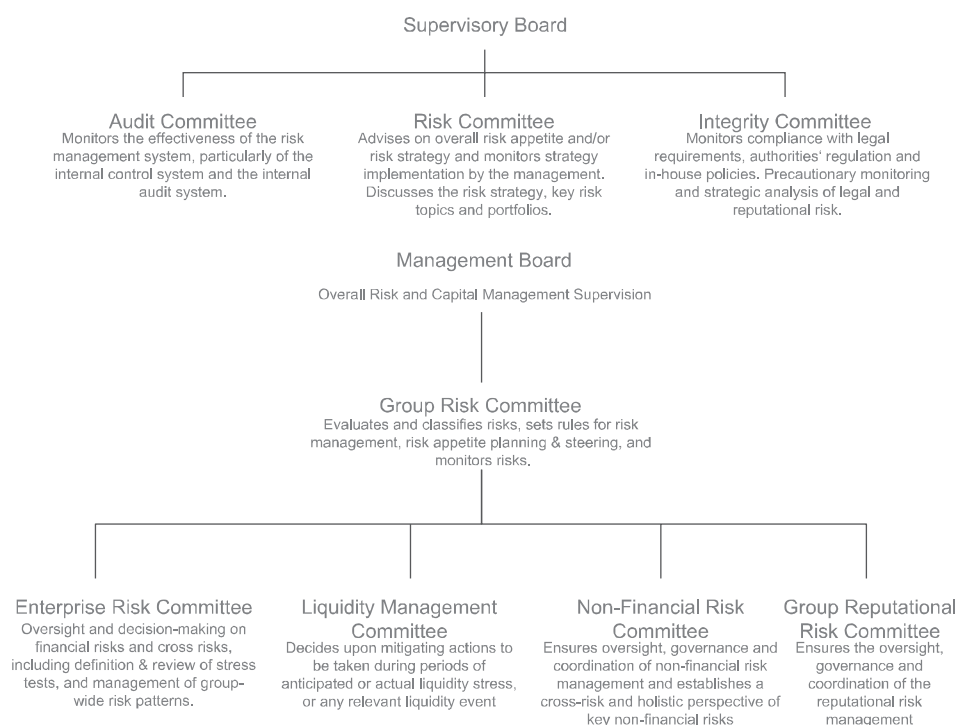 Supervisory Board
Audit Committee
Monitors the effectiveness of the risk
management system, particularly of the
internal control system and the internal
audit system.
Risk Committee
Advises on overall risk appetite and/or
risk strategy and monitors strategy
implementation by the management.
Discusses the risk strategy, key risk
topics and portfolios.
Integrity Committee
Monitors compliance with legal
requirements, authorities‘ regulation and
in-house policies. Precautionary monitoring
and strategic analysis of legal and
reputational risk.
Management Board
Overall Risk and Capital Management Supervision
Group Risk Committee
Evaluates and classifies risks, sets rules for risk
management, risk appetite planning & steering, and
monitors risks.
Enterprise Risk Committee
Oversight and decision-making on
financial risks and cross risks,
including definition & review of stress
tests, and management of group-
wide risk patterns.
Liquidity Management
Committee
Decides upon mitigating actions to
be taken during periods of
anticipated or actual liquidity stress,
or any relevant liquidity event
Non-Financial Risk
Committee
Ensures oversight, governance and
coordination of non-financial risk
management and establishes a
cross-risk and holistic perspective of
key non-financial risks
Group Reputational
Risk Committee
Ensures the oversight,
governance and
coordination of the
reputational risk
management